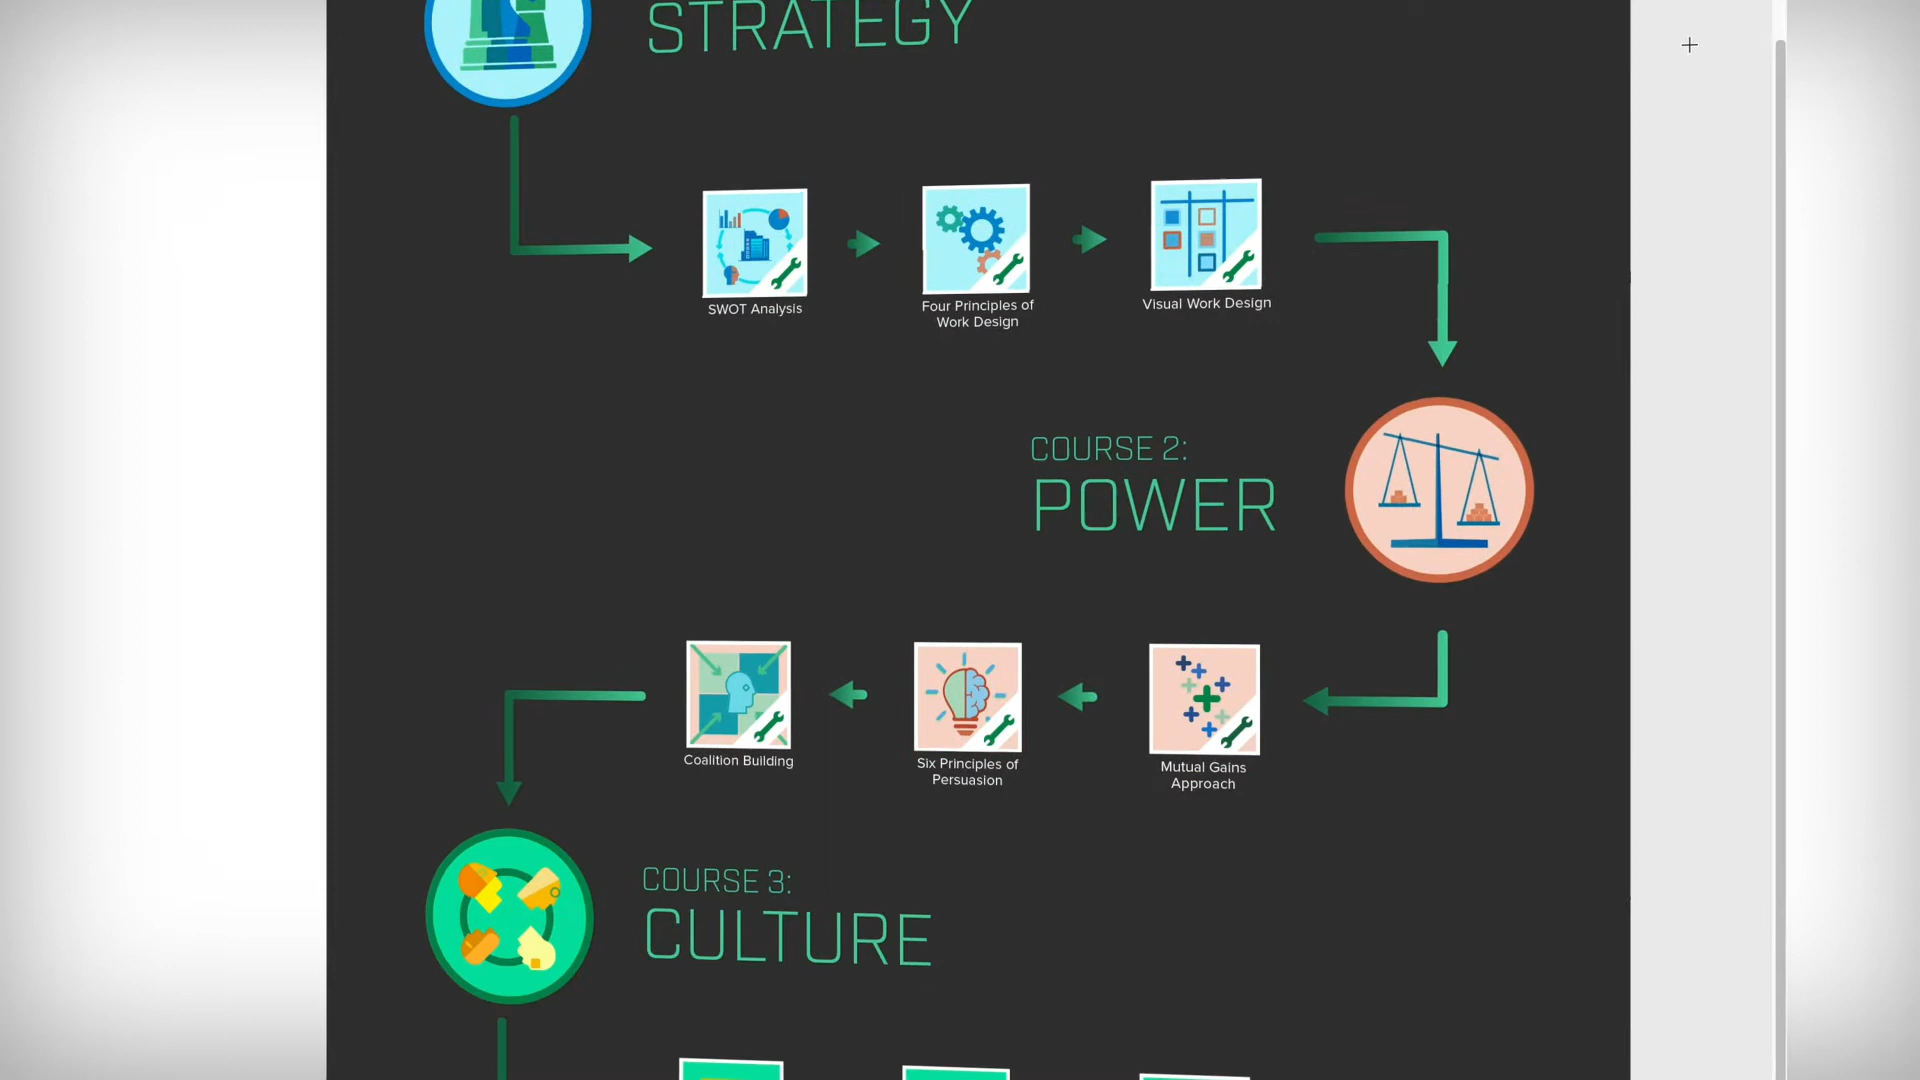 STRATEGY
SWOT Analysis
Four Principles of
Work Design
Visual Work Design
COURSE 2:
POWER
Coalition Building
Six Principles of
Persuasion
Mutual Gains
Approach
COURSE 3:
CULTURE